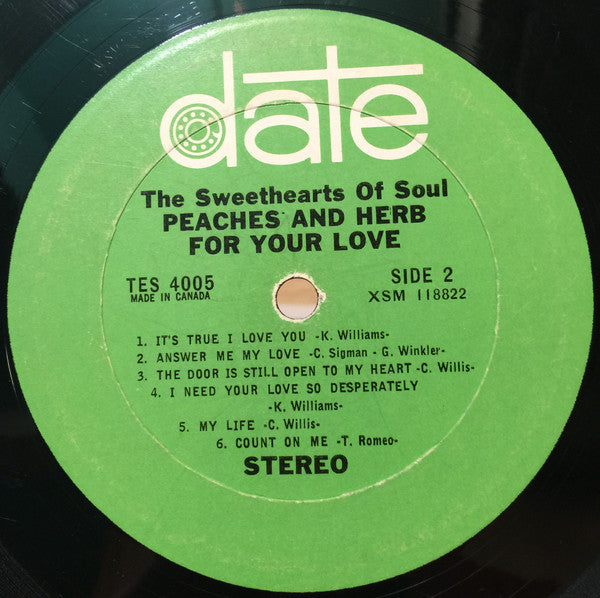 date
The Sweethearts Of Soul
PEACHES AND HERB
FOR YOUR LOVE
TES 4005 SIDE 2
MADE IN CANADA XSM 118822
1. IT'S TRUE I LOVE YOU -K. Williams-
2. ANSWER ME MY LOVE -C. Sigman - G. Winkler-
3. THE DOOR IS STILL OPEN TO MY HEART -C. Willis-
4. I NEED YOUR LOVE SO DESPERATELY
-K. Williams-
5. MY LIFE -C. Willis-
6. COUNT ON ME -T. Romeo-
STEREO